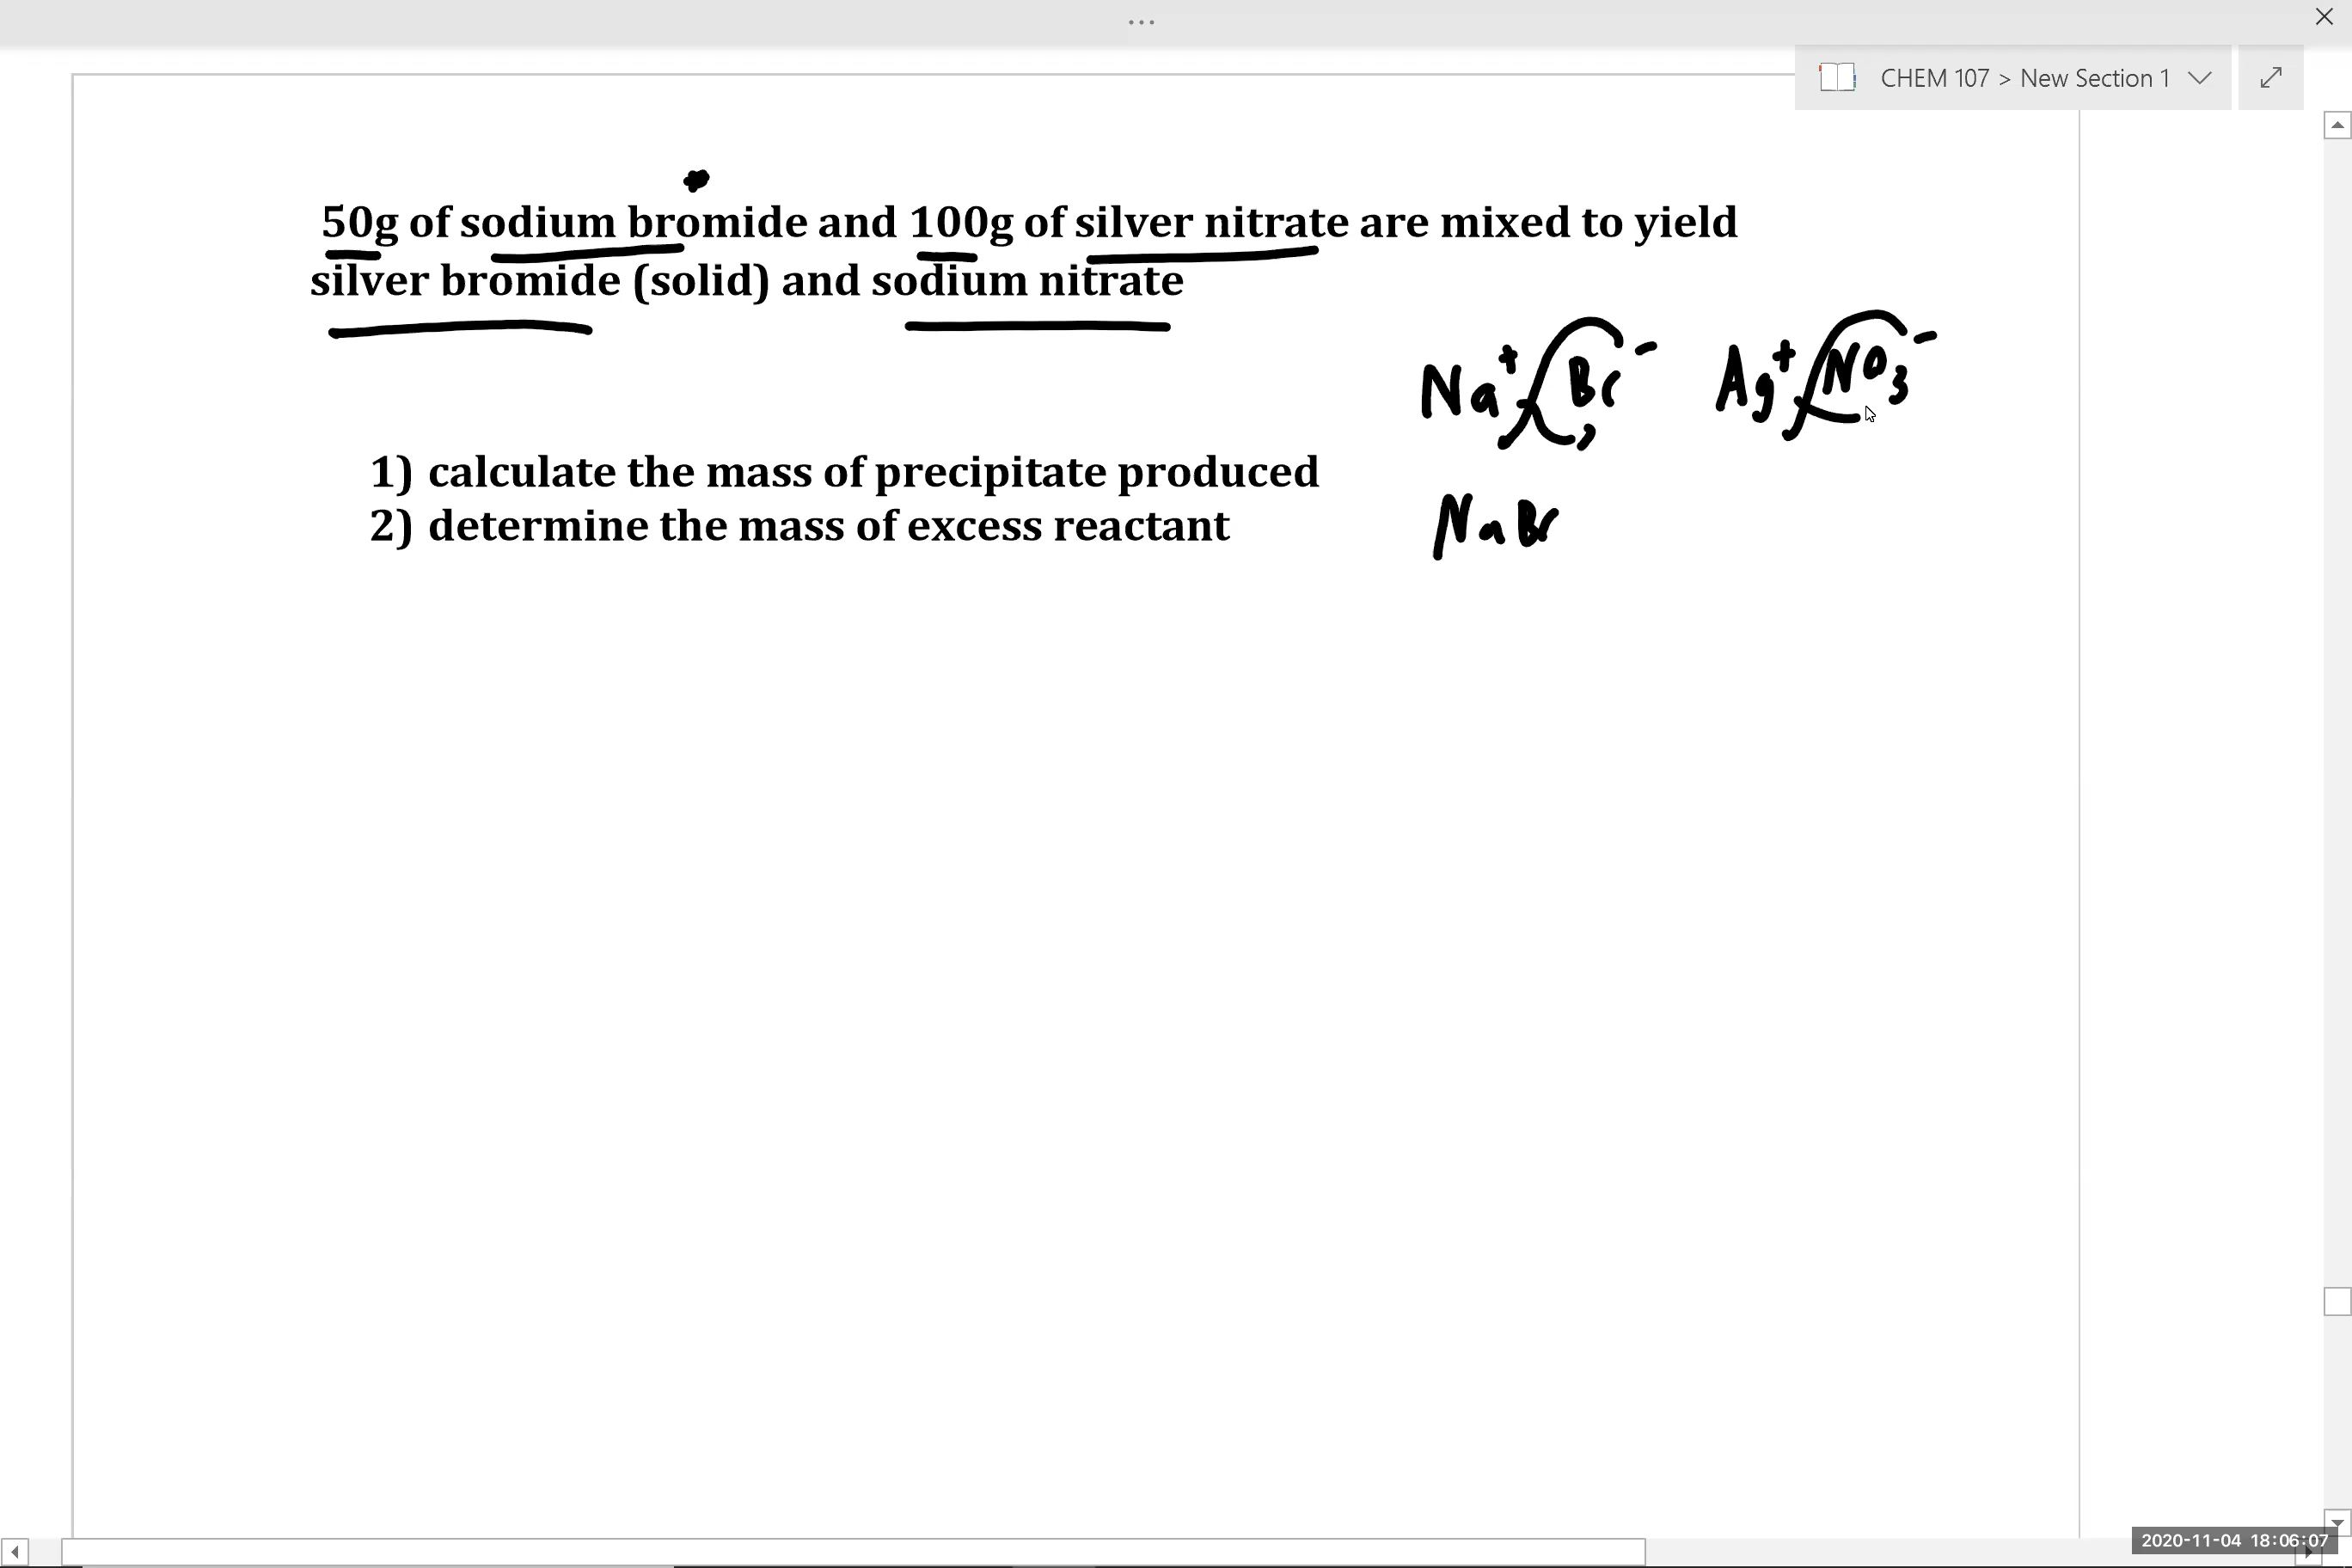 CHEM 107 > New Section 1
50g of sodium bromide and 100g of silver nitrate are mixed to yield
silver bromide (solid) and sodium nitrate
Na⁺ Br⁻ Ag⁺ NO₃⁻
1) calculate the mass of precipitate produced
2) determine the mass of excess reactant
NaBr
2020-11-04 18:06:07